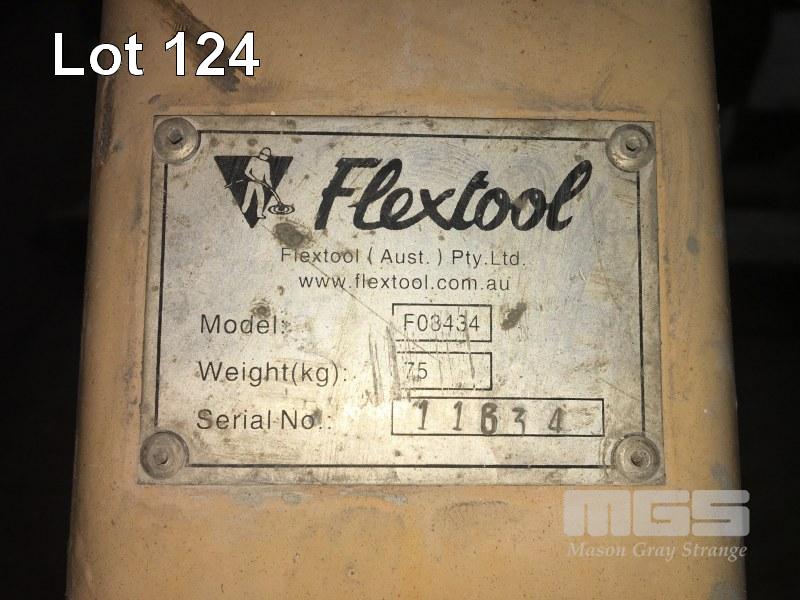 Lot 124
Flextool
Flextool ( Aust. ) Pty.Ltd.
www.flextool.com.au
Model: F08434
Weight(kg): 75
Serial No.: 11634
MGS
Mason Gray Strange